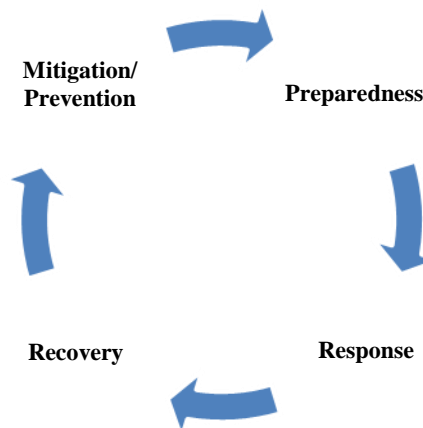 Mitigation/
Prevention
Preparedness
Response
Recovery